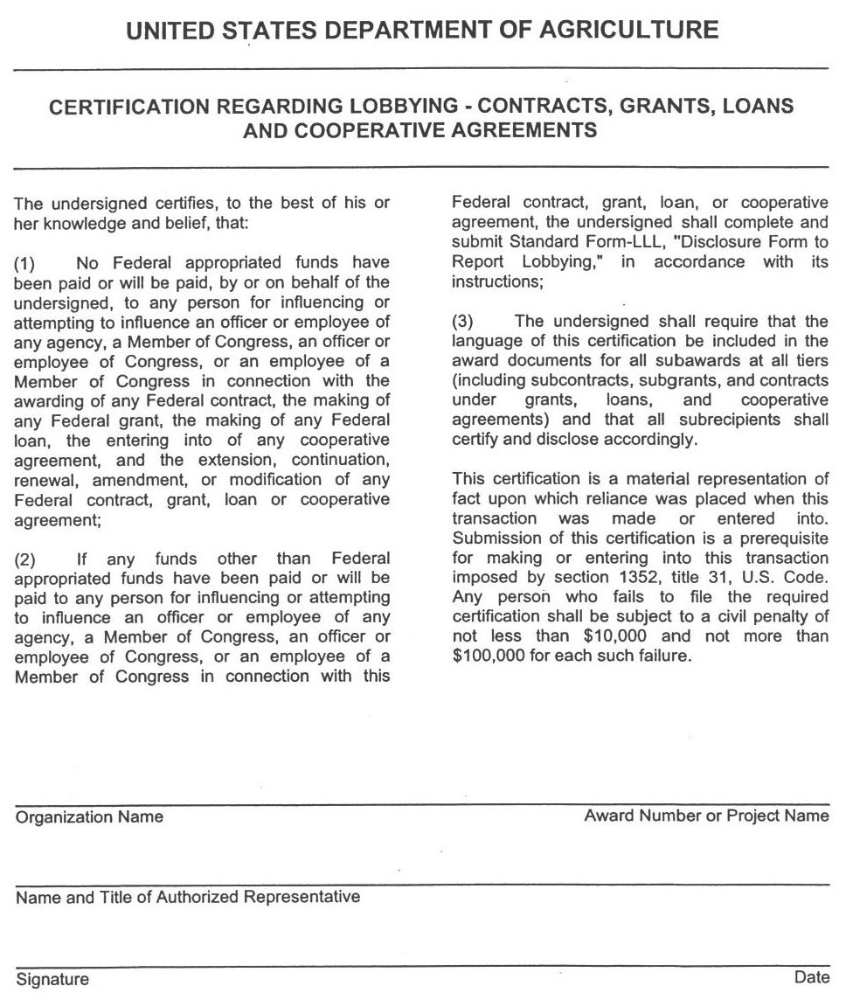 UNITED STATES DEPARTMENT OF AGRICULTURE
CERTIFICATION REGARDING LOBBYING - CONTRACTS, GRANTS, LOANS
AND COOPERATIVE AGREEMENTS
The undersigned certifies, to the best of his or
her knowledge and belief, that:
(1) No Federal appropriated funds have
been paid or will be paid, by or on behalf of the
undersigned, to any person for influencing or
attempting to influence an officer or employee of
any agency, a Member of Congress, an officer or
employee of Congress, or an employee of a
Member of Congress in connection with the
awarding of any Federal contract, the making of
any Federal grant, the making of any Federal
loan, the entering into of any cooperative
agreement, and the extension, continuation,
renewal, amendment, or modification of any
Federal contract, grant, loan or cooperative
agreement;
(2) If any funds other than Federal
appropriated funds have been paid or will be
paid to any person for influencing or attempting
to influence an officer or employee of any
agency, a Member of Congress, an officer or
employee of Congress, or an employee of a
Member of Congress in connection with this
Federal contract, grant, loan, or cooperative
agreement, the undersigned shall complete and
submit Standard Form-LLL, "Disclosure Form to
Report Lobbying," in accordance with its
instructions;
(3) The undersigned shall require that the
language of this certification be included in the
award documents for all subawards at all tiers
(including subcontracts, subgrants, and contracts
under grants, loans, and cooperative
agreements) and that all subrecipients shall
certify and disclose accordingly.
This certification is a material representation of
fact upon which reliance was placed when this
transaction was made or entered into.
Submission of this certification is a prerequisite
for making or entering into this transaction
imposed by section 1352, title 31, U.S. Code.
Any person who fails to file the required
certification shall be subject to a civil penalty of
not less than $10,000 and not more than
$100,000 for each such failure.
Organization Name Award Number or Project Name
Name and Title of Authorized Representative
Signature Date